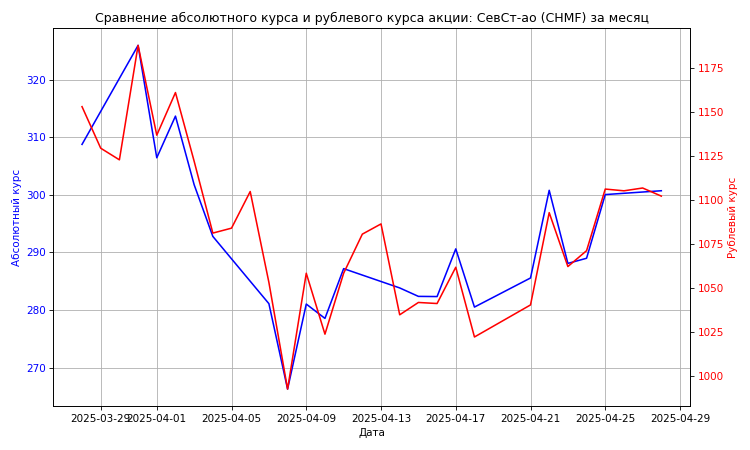 Сравнение абсолютного курса и рублевого курса акции: СевСт-ао (CHMF) за месяц
Абсолютный курс
320
310
300
290
280
270
1175
1150
1125
1100
1075
1050
1025
1000
Рублевый курс
2025-03-29 2025-04-01 2025-04-05 2025-04-09 2025-04-13 2025-04-17 2025-04-21 2025-04-25 2025-04-29
Дата